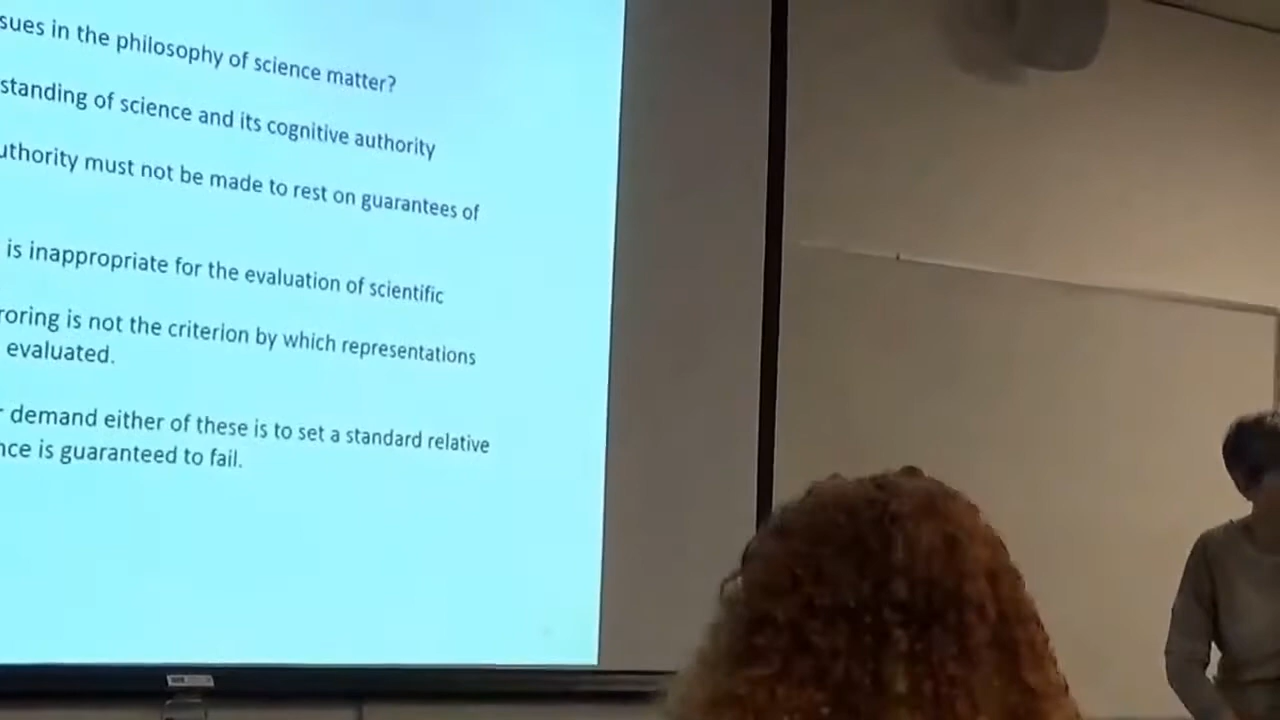 sues in the philosophy of science matter?
standing of science and its cognitive authority
uthority must not be made to rest on guarantees of
is inappropriate for the evaluation of scientific
roring is not the criterion by which representations
evaluated.
demand either of these is to set a standard relative
nce is guaranteed to fail.